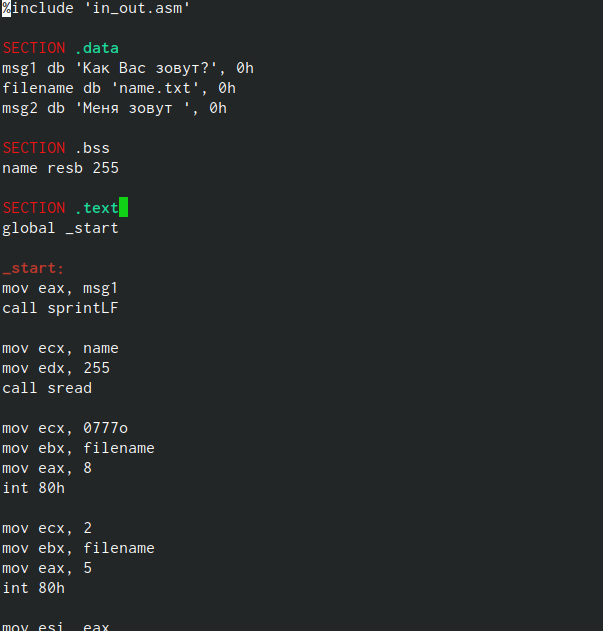 %include 'in_out.asm'
SECTION .data
msg1 db 'Как Вас зовут?', 0h
filename db 'name.txt', 0h
msg2 db 'Меня зовут ', 0h
SECTION .bss
name resb 255
SECTION .text
global _start
_start:
mov eax, msg1
call sprintLF
mov ecx, name
mov edx, 255
call sread
mov ecx, 0777o
mov ebx, filename
mov eax, 8
int 80h
mov ecx, 2
mov ebx, filename
mov eax, 5
int 80h
mov esi, eax